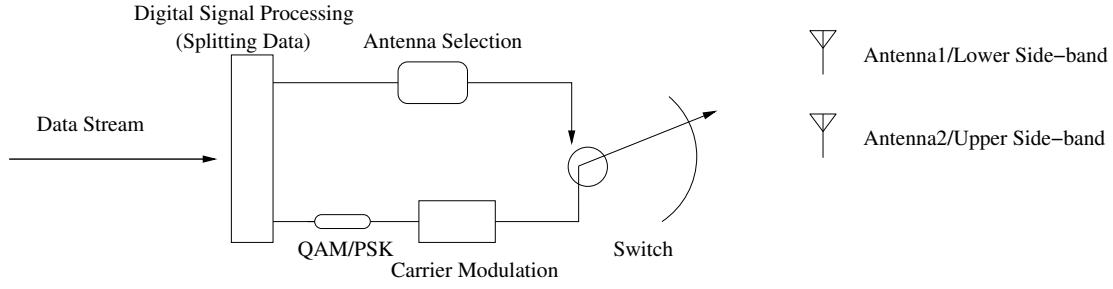 Digital Signal Processing
(Splitting Data)
Antenna Selection
Antenna1/Lower Side−band
Data Stream
Antenna2/Upper Side−band
QAM/PSK
Carrier Modulation
Switch